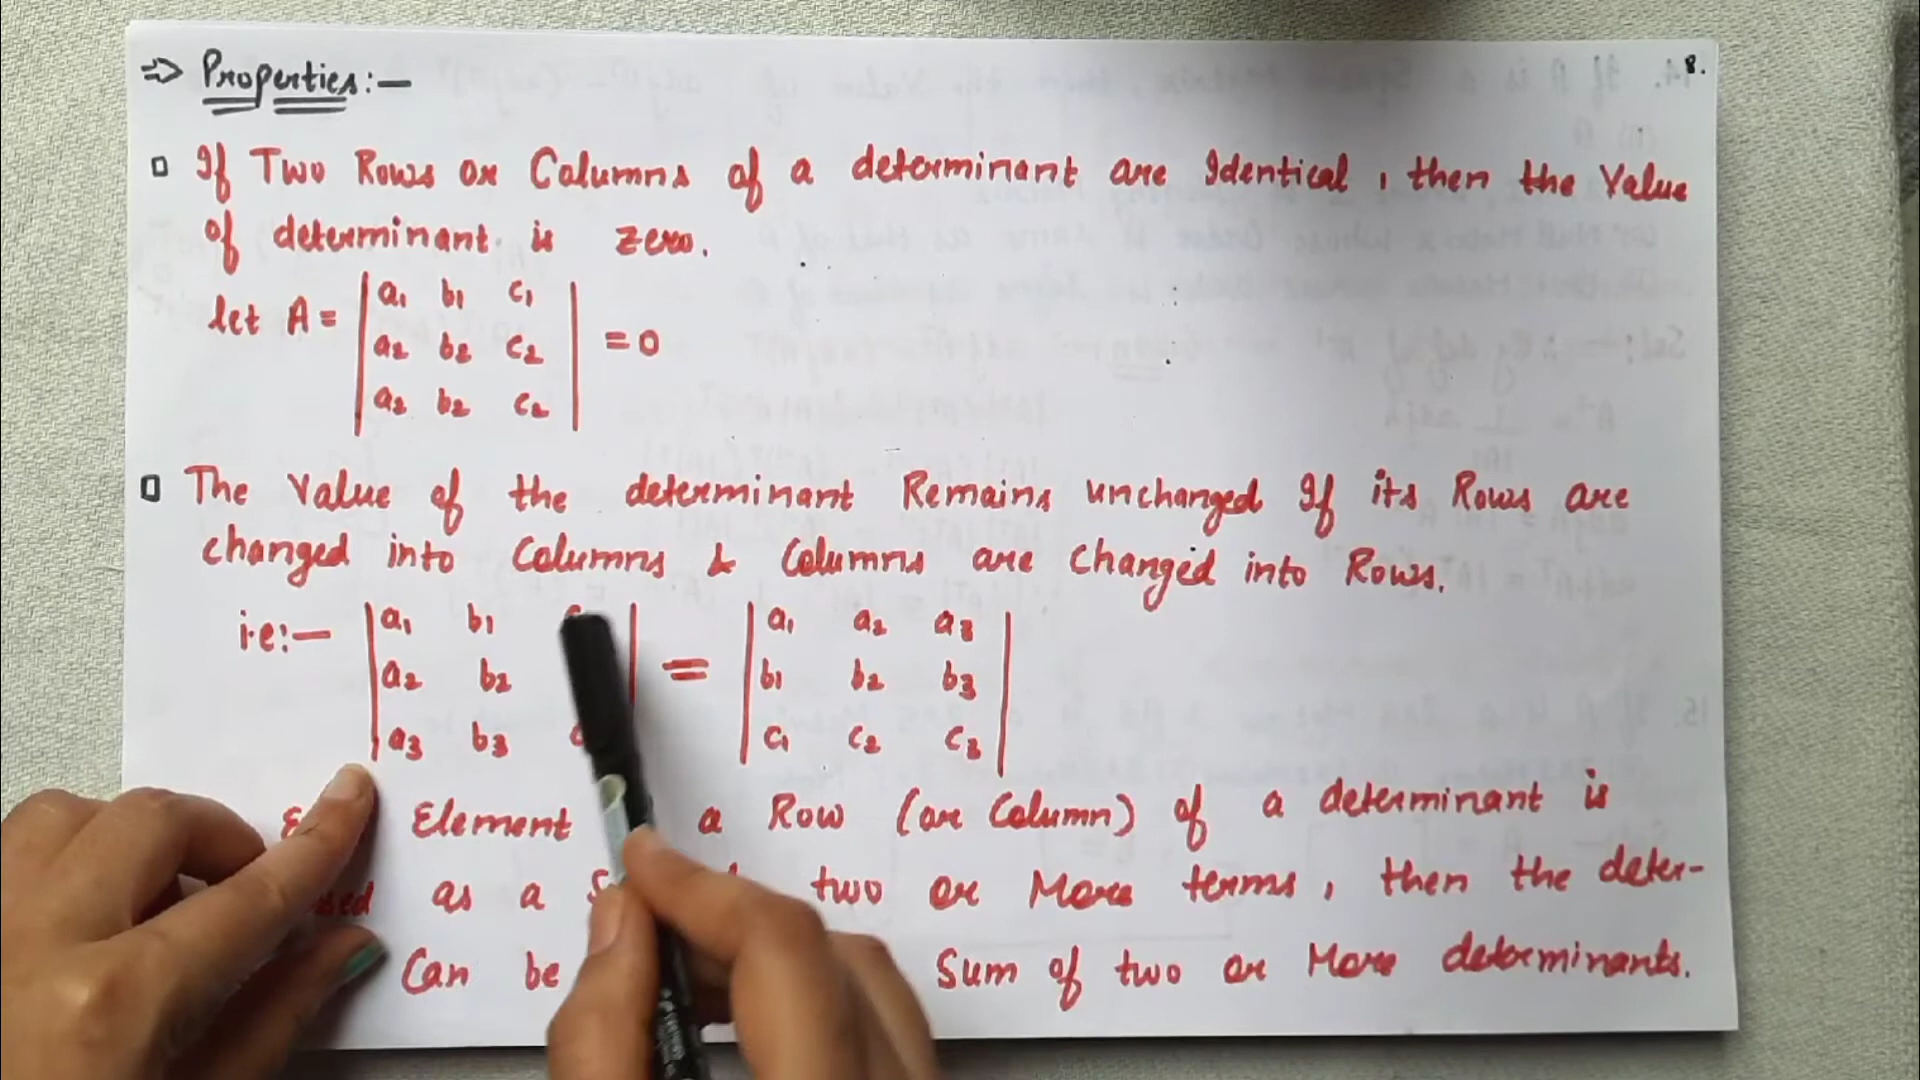 8.
⇒ Properties:-
▫ If Two Rows or Columns of a determinant are Identical, then the Value
of determinant is zero.
let A = | a₁ b₁ c₁ |
| a₂ b₂ c₂ | = 0
| a₂ b₂ c₂ |
▫ The Value of the determinant Remains unchanged If its Rows are
changed into Columns & Columns are changed into Rows.
i.e:- | a₁ b₁ | | a₁ a₂ a₃ |
| a₂ b₂ | = | b₁ b₂ b₃ |
| a₃ b₃ | | c₁ c₂ c₃ |
Element a Row (or Column) of a determinant is
as a two or More terms, then the deter-
Can be Sum of two or More determinants.